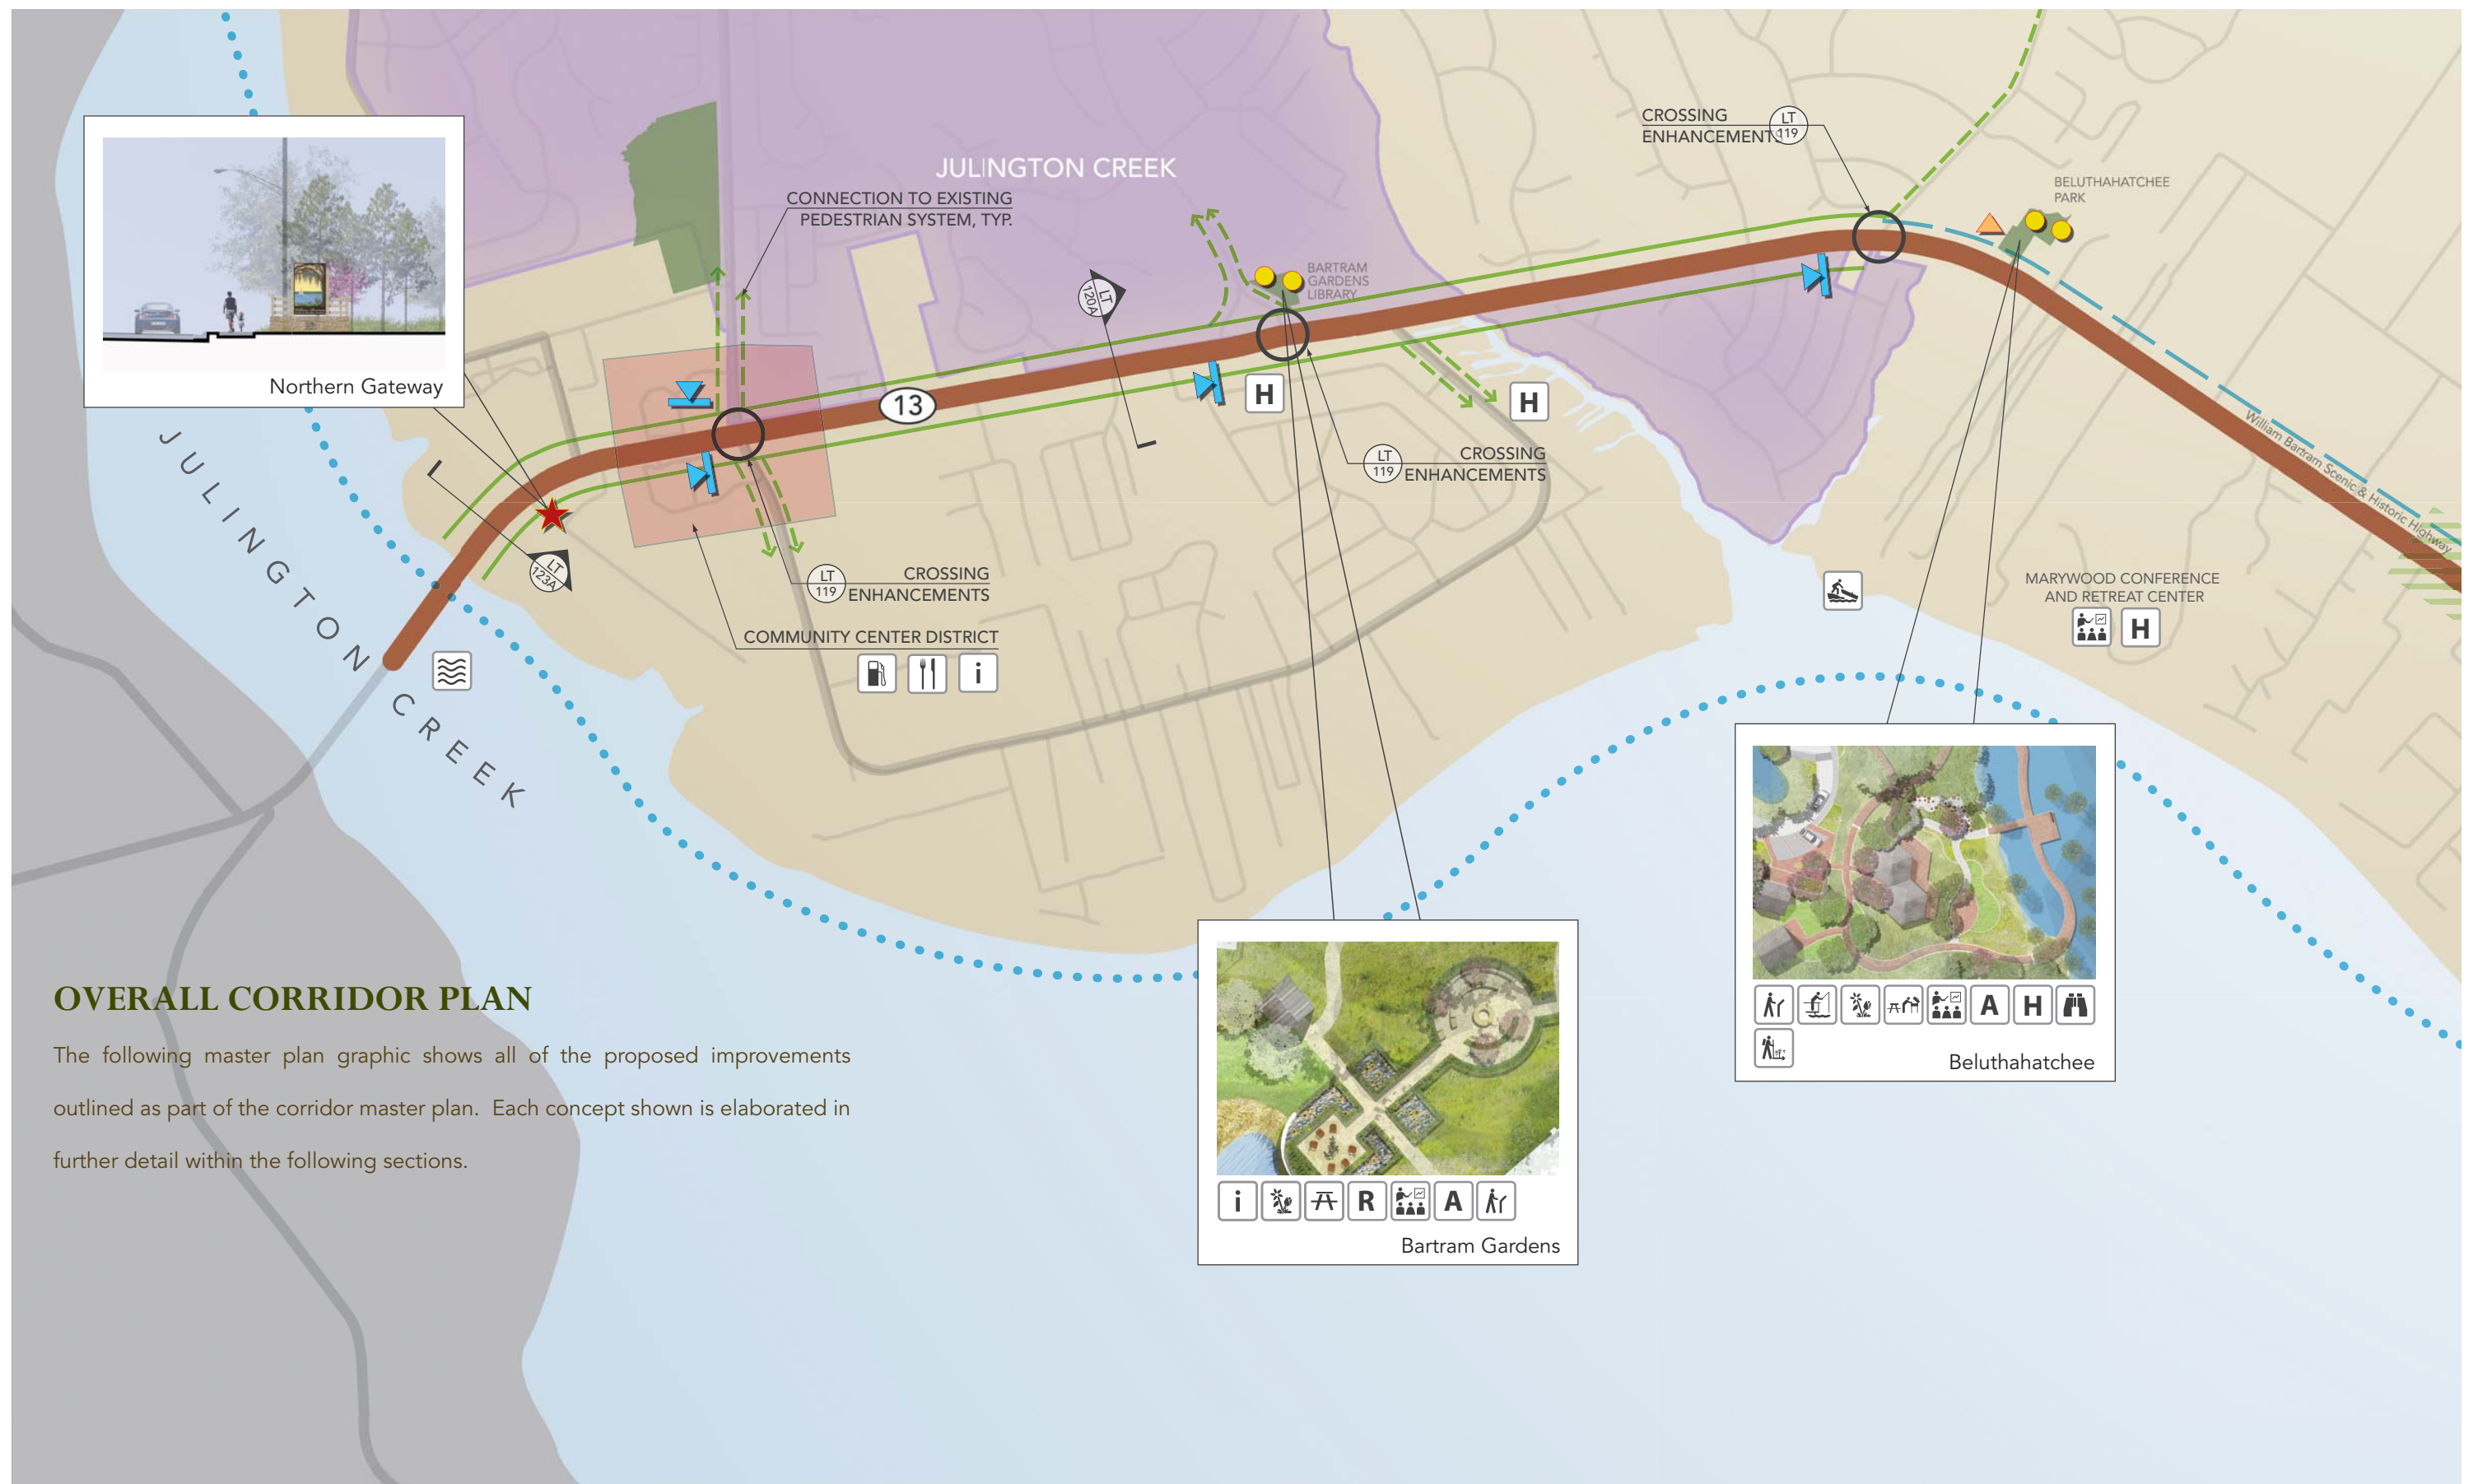 CROSSING
ENHANCEMENTS
LT
119
JULINGTON CREEK
BELUTHAHATCHEE
PARK
CONNECTION TO EXISTING
PEDESTRIAN SYSTEM, TYP.
BARTRAM
GARDENS
LIBRARY
LT
120A
Northern Gateway
13
H
H
William Bartram Scenic & Historic Highway
JULINGTON CREEK
CROSSING
ENHANCEMENTS
LT
119
LT
123A
LT
119
CROSSING
ENHANCEMENTS
MARYWOOD CONFERENCE
AND RETREAT CENTER
H
COMMUNITY CENTER DISTRICT
i
OVERALL CORRIDOR PLAN
The following master plan graphic shows all of the proposed improvements
outlined as part of the corridor master plan. Each concept shown is elaborated in
further detail within the following sections.
A H
Beluthahatchee
i R A
Bartram Gardens